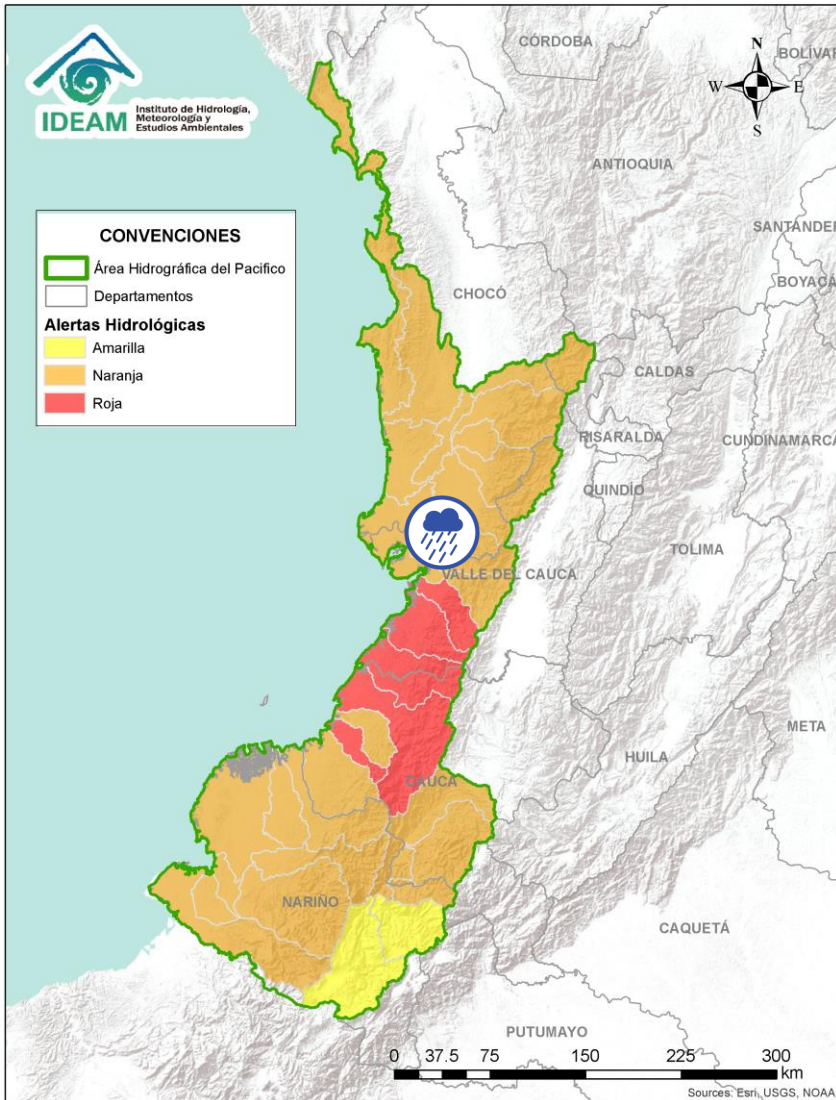 IDEAM
Instituto de Hidrología,
Meteorología y
Estudios Ambientales
CÓRDOBA
BOLÍVAR
N
W E
S
ANTIOQUIA
SANTANDER
BOYACÁ
CONVENCIONES
Área Hidrográfica del Pacifico
Departamentos
Alertas Hidrológicas
Amarilla
Naranja
Roja
CHOCÓ
CALDAS
RISARALDA
CUNDINAMARCA
QUINDÍO
TOLIMA
VALLE DEL CAUCA
META
HUILA
CAUCA
NARIÑO
CAQUETÁ
PUTUMAYO
0 37.5 75 150 225 300
km
Sources: Esri, USGS, NOAA